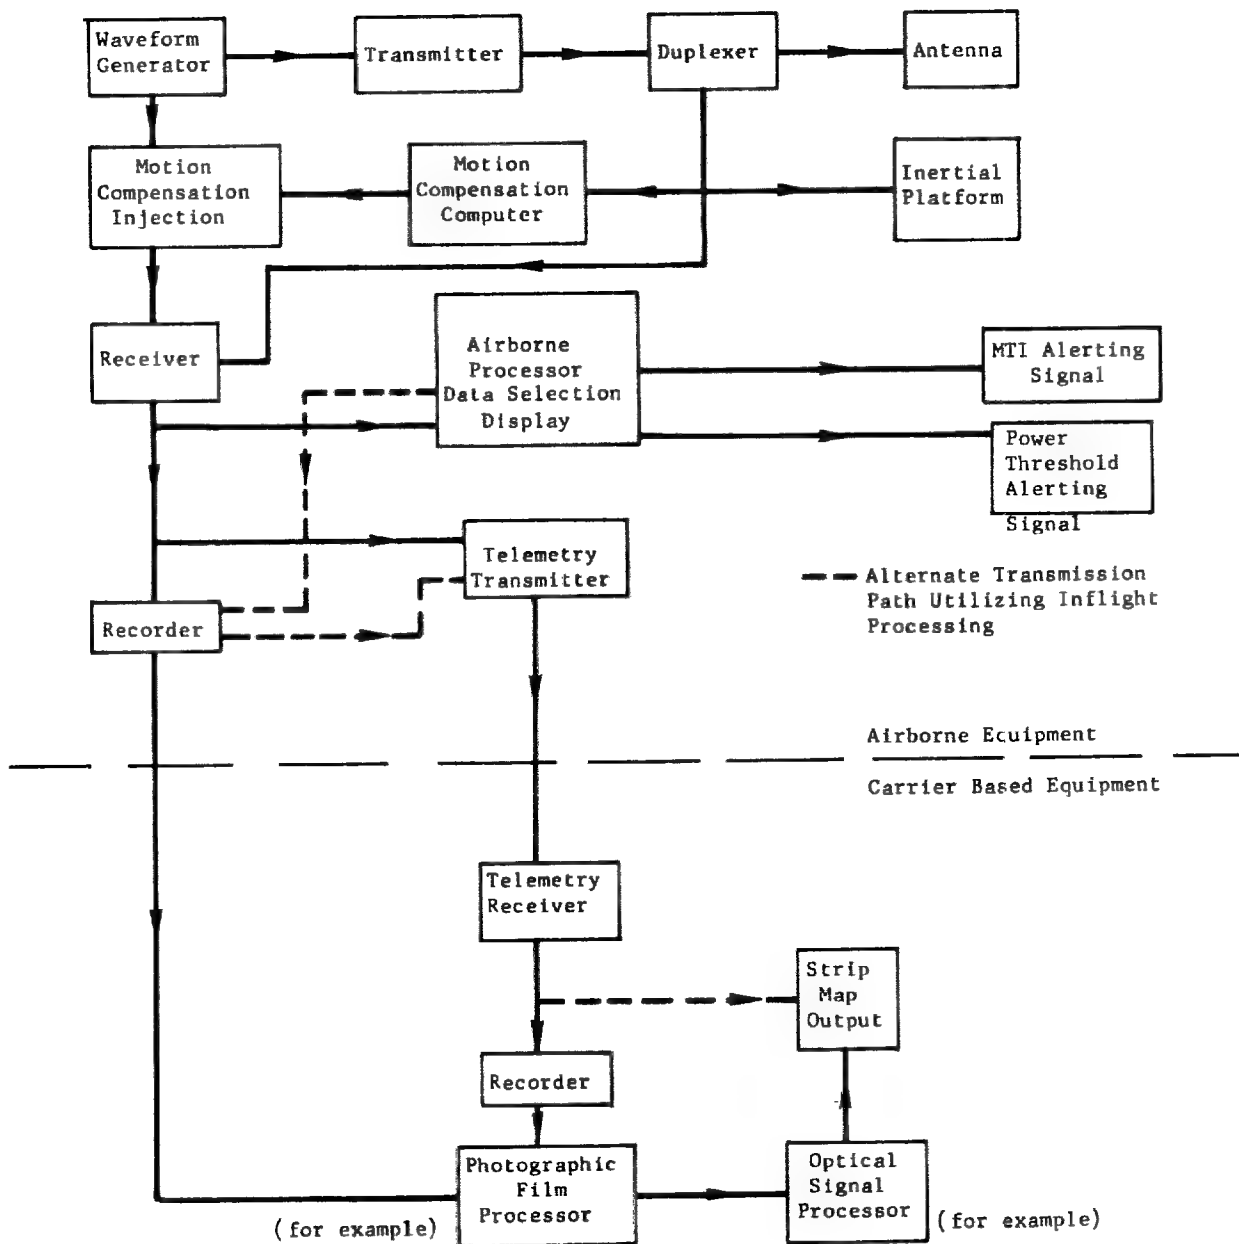 Waveform
Generator
Transmitter
Duplexer
Antenna
Motion
Compensation
Injection
Motion
Compensation
Computer
Inertial
Platform
Receiver
Airborne
Processor
Data Selection
Display
MTI Alerting
Signal
Power
Threshold
Alerting
Signal
Telemetry
Transmitter
Alternate Transmission
Path Utilizing Inflight
Processing
Recorder
Airborne Equipment
Carrier Based Equipment
Telemetry
Receiver
Strip
Map
Output
Recorder
Photographic
Film
Processor
(for example)
Optical
Signal
Processor
(for example)